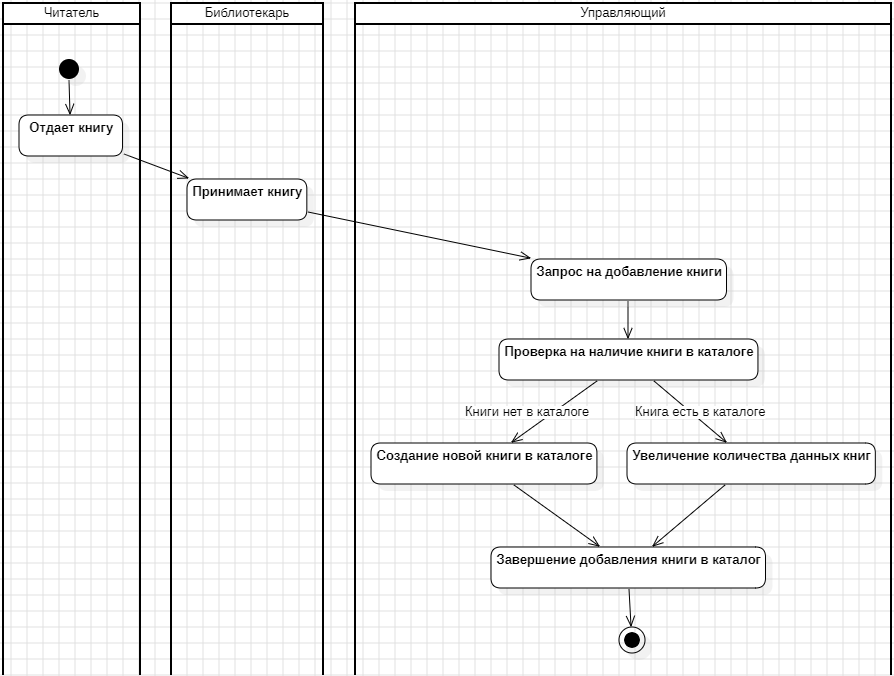 Читатель
Библиотекарь
Управляющий
Отдает книгу
Принимает книгу
Запрос на добавление книги
Проверка на наличие книги в каталоге
Книги нет в каталоге
Книга есть в каталоге
Создание новой книги в каталоге
Увеличение количества данных книг
Завершение добавления книги в каталог